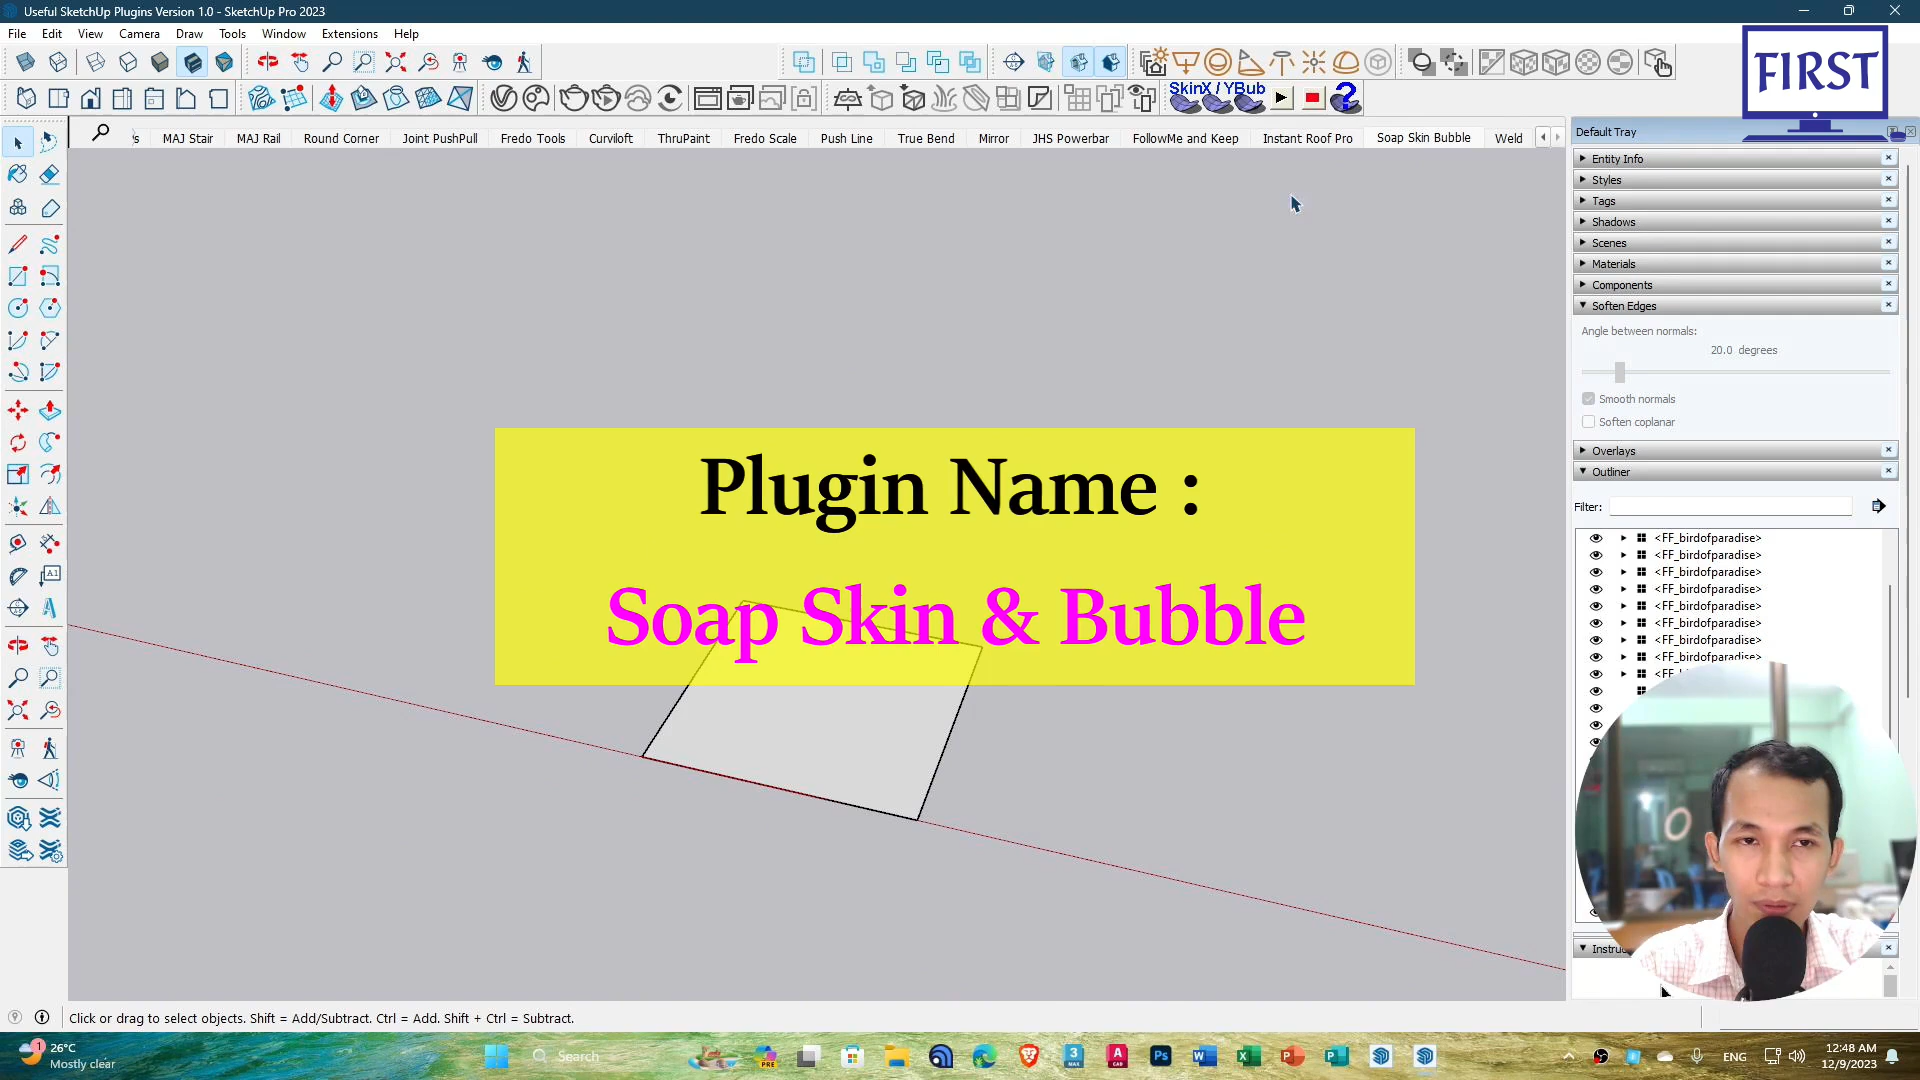 Useful SketchUp Plugins Version 1.0 - SketchUp Pro 2023
File Edit View Camera Draw Tools Window Extensions Help
FIRST
SkinX / YBub
s MAJ Stair MAJ Rail Round Corner Joint PushPull Fredo Tools Curviloft ThruPaint Fredo Scale Push Line True Bend Mirror JHS Powerbar FollowMe and Keep Instant Roof Pro Soap Skin Bubble Weld
Default Tray
Entity Info
Styles
Tags
Shadows
Scenes
Materials
Components
Soften Edges
Angle between normals:
20.0 degrees
Smooth normals
Soften coplanar
Overlays
Outliner
Filter:
<FF_birdofparadise>
<FF_birdofparadise>
<FF_birdofparadise>
<FF_birdofparadise>
<FF_birdofparadise>
<FF_birdofparadise>
<FF_birdofparadise>
<FF_birdofparadise>
Plugin Name :
Soap Skin & Bubble
Click or drag to select objects. Shift = Add/Subtract. Ctrl = Add. Shift + Ctrl = Subtract.
1
26°C
Mostly clear
Search
ENG
12:48 AM
12/9/2023